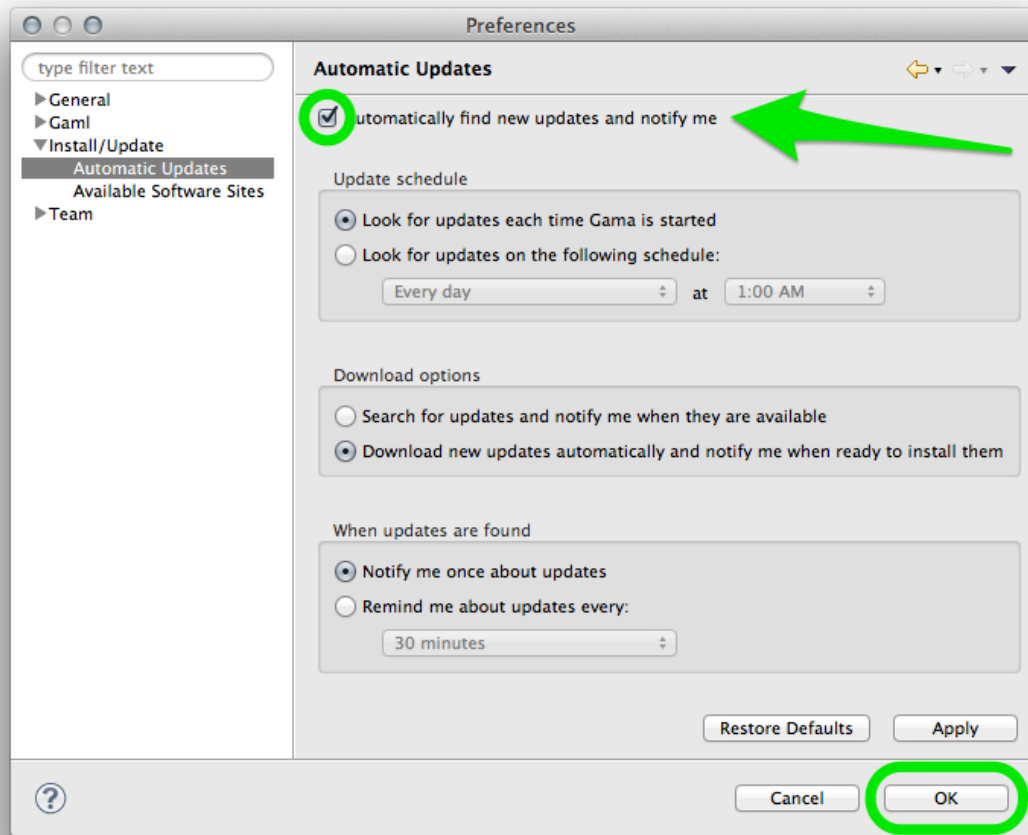 Preferences
type filter text
General
Gaml
Install/Update
Automatic Updates
Available Software Sites
Team
Automatic Updates
utomatically find new updates and notify me
Update schedule
Look for updates each time Gama is started
Look for updates on the following schedule:
Every day at 1:00 AM
Download options
Search for updates and notify me when they are available
Download new updates automatically and notify me when ready to install them
When updates are found
Notify me once about updates
Remind me about updates every:
30 minutes
Restore Defaults Apply
? Cancel OK